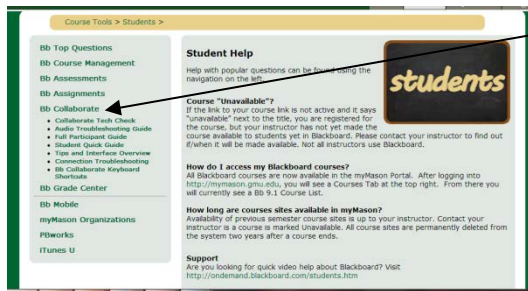 Course Tools > Students >
Bb Top Questions
Bb Course Management
Bb Assessments
Bb Assignments
Bb Collaborate
• Collaborate Tech Check
• Audio Troubleshooting Guide
• Full Participant Guide
• Student Quick Guide
• Tips and Interface Overview
• Connection Troubleshooting
• Bb Collaborate Keyboard
Shortcuts
Bb Grade Center
Bb Mobile
myMason Organizations
PBworks
iTunes U
Student Help
Help with popular questions can be found using the
navigation on the left.
students
Course "Unavailable"?
If the link to your course link is not active and it says
"unavailable" next to the title, you are registered for
the course, but your instructor has not yet made the
course available to students yet in Blackboard. Please contact your instructor to find out
if/when it will be made available. Not all instructors use Blackboard.
How do I access my Blackboard courses?
All Blackboard courses are now available in the myMason Portal. After logging into
http://mymason.gmu.edu, you will see a Courses Tab at the top right. From there you
will currently see a Bb 9.1 Course List.
How long are courses sites available in myMason?
Availability of previous semester course sites is up to your instructor. Contact your
instructor is a course is marked Unavailable. All course sites are permanently deleted from
the system two years after a course ends.
Support
Are you looking for quick video help about Blackboard? Visit
http://ondemand.blackboard.com/students.htm